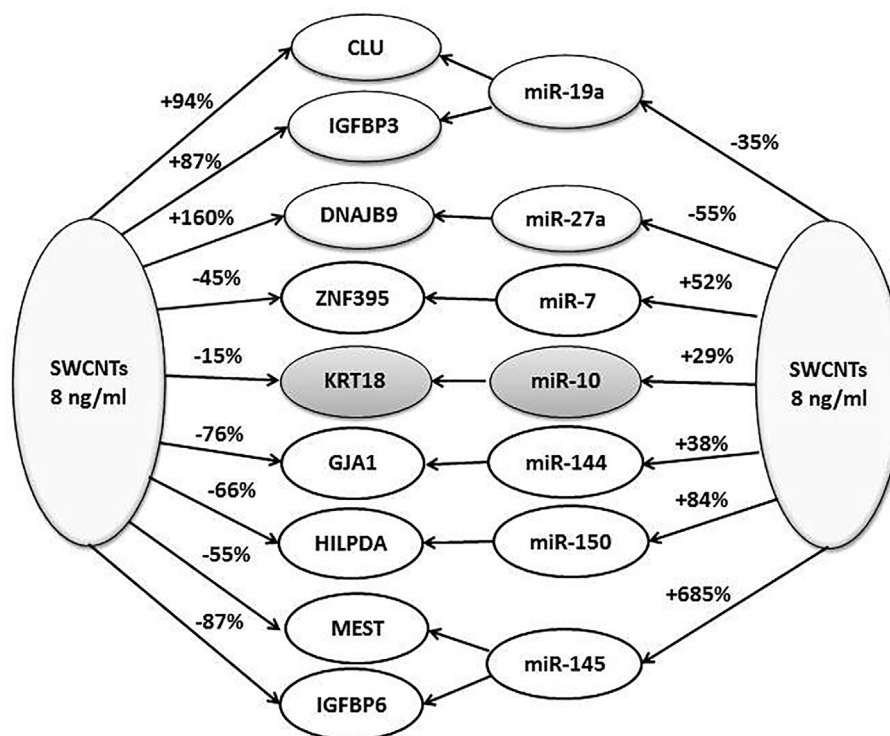 CLU
miR-19a
+94%
IGFBP3
-35%
+87%
+160%
DNAJB9
miR-27a
-55%
-45%
ZNF395
miR-7
+52%
SWCNTs
8 ng/ml
-15%
KRT18
miR-10
+29%
SWCNTs
8 ng/ml
-76%
GJA1
miR-144
+38%
-66%
HILPDA
miR-150
+84%
-55%
MEST
+685%
-87%
miR-145
IGFBP6